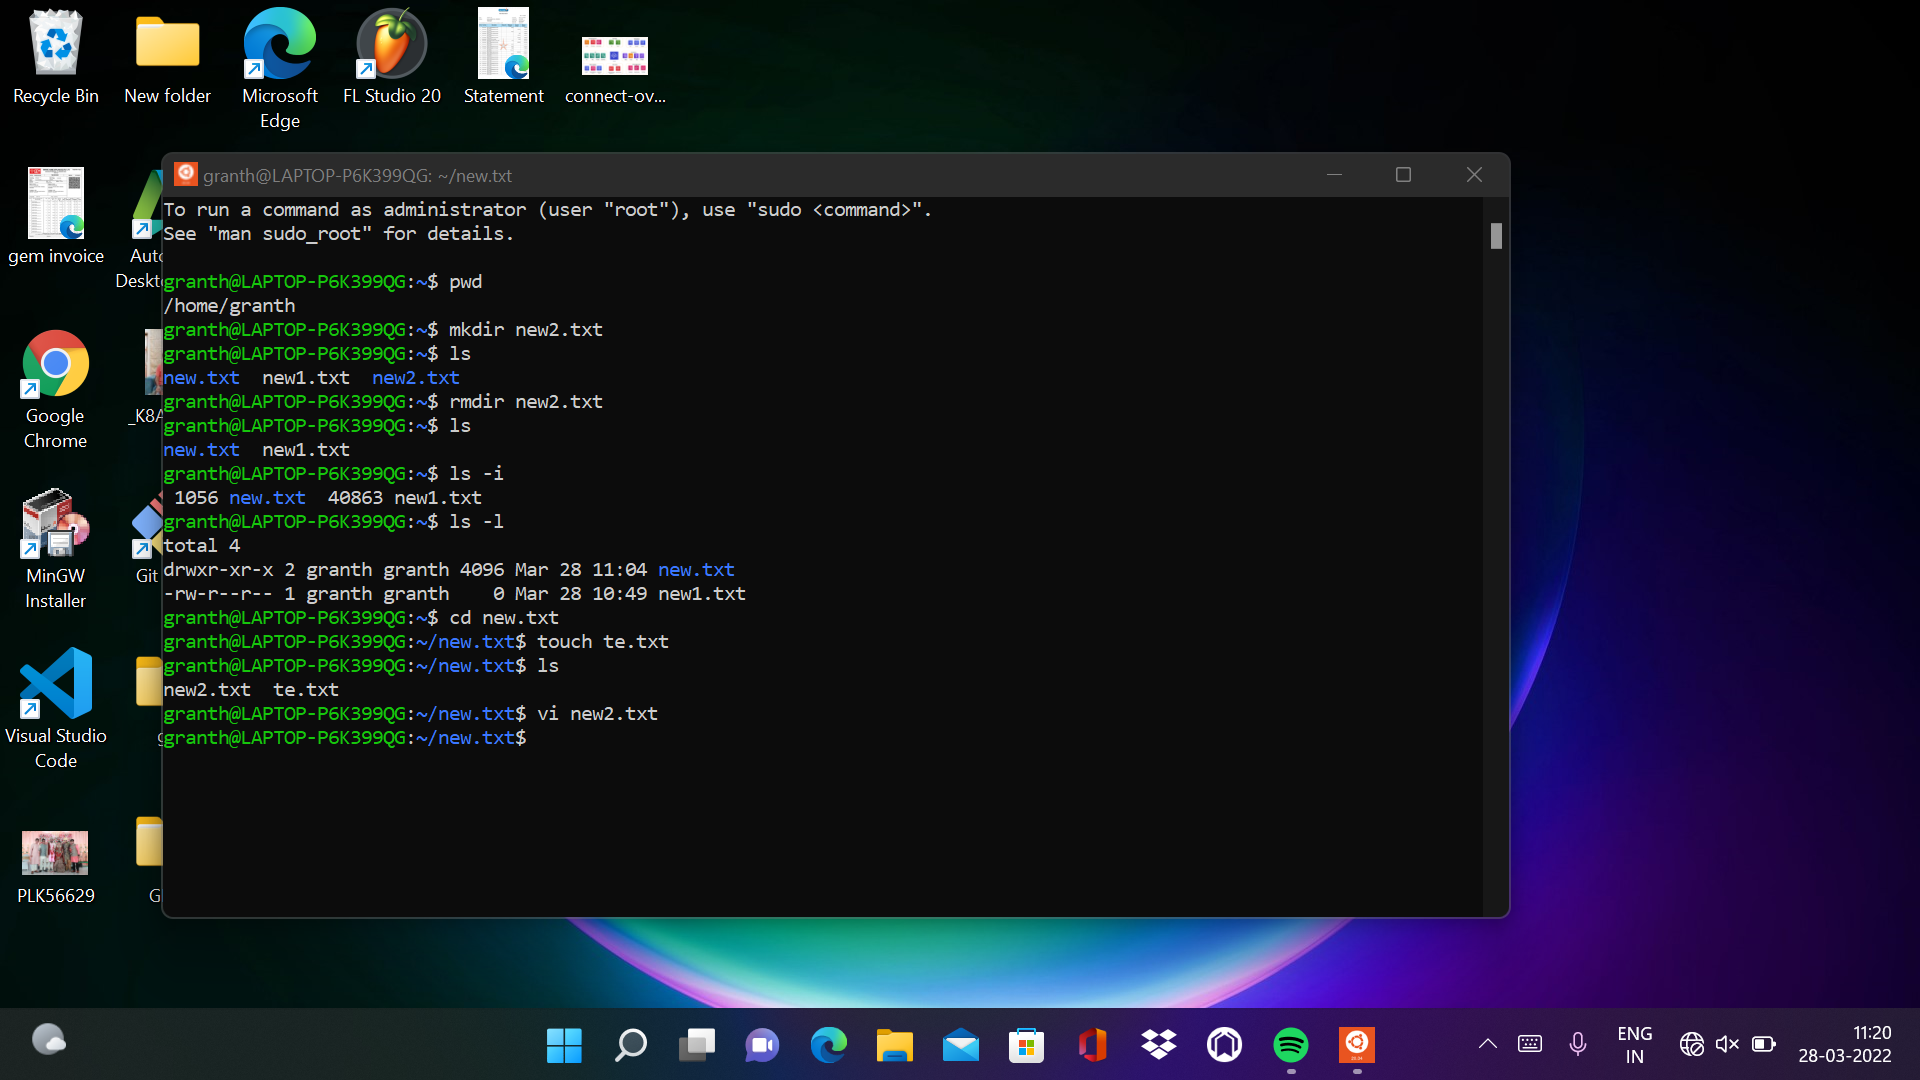 Recycle Bin
New folder
Microsoft
Edge
FL Studio 20
Statement
connect-ov...
gem invoice
Auto
Deskto
Google
Chrome
_K8A
MinGW
Installer
Git
Visual Studio
Code
PLK56629
G
granth@LAPTOP-P6K399QG: ~/new.txt
To run a command as administrator (user "root"), use "sudo <command>".
See "man sudo_root" for details.
granth@LAPTOP-P6K399QG:~$ pwd
/home/granth
granth@LAPTOP-P6K399QG:~$ mkdir new2.txt
granth@LAPTOP-P6K399QG:~$ ls
new.txt  new1.txt  new2.txt
granth@LAPTOP-P6K399QG:~$ rmdir new2.txt
granth@LAPTOP-P6K399QG:~$ ls
new.txt  new1.txt
granth@LAPTOP-P6K399QG:~$ ls -i
 1056 new.txt  40863 new1.txt
granth@LAPTOP-P6K399QG:~$ ls -l
total 4
drwxr-xr-x 2 granth granth 4096 Mar 28 11:04 new.txt
-rw-r--r-- 1 granth granth    0 Mar 28 10:49 new1.txt
granth@LAPTOP-P6K399QG:~$ cd new.txt
granth@LAPTOP-P6K399QG:~/new.txt$ touch te.txt
granth@LAPTOP-P6K399QG:~/new.txt$ ls
new2.txt  te.txt
granth@LAPTOP-P6K399QG:~/new.txt$ vi new2.txt
granth@LAPTOP-P6K399QG:~/new.txt$
ENG
IN
11:20
28-03-2022